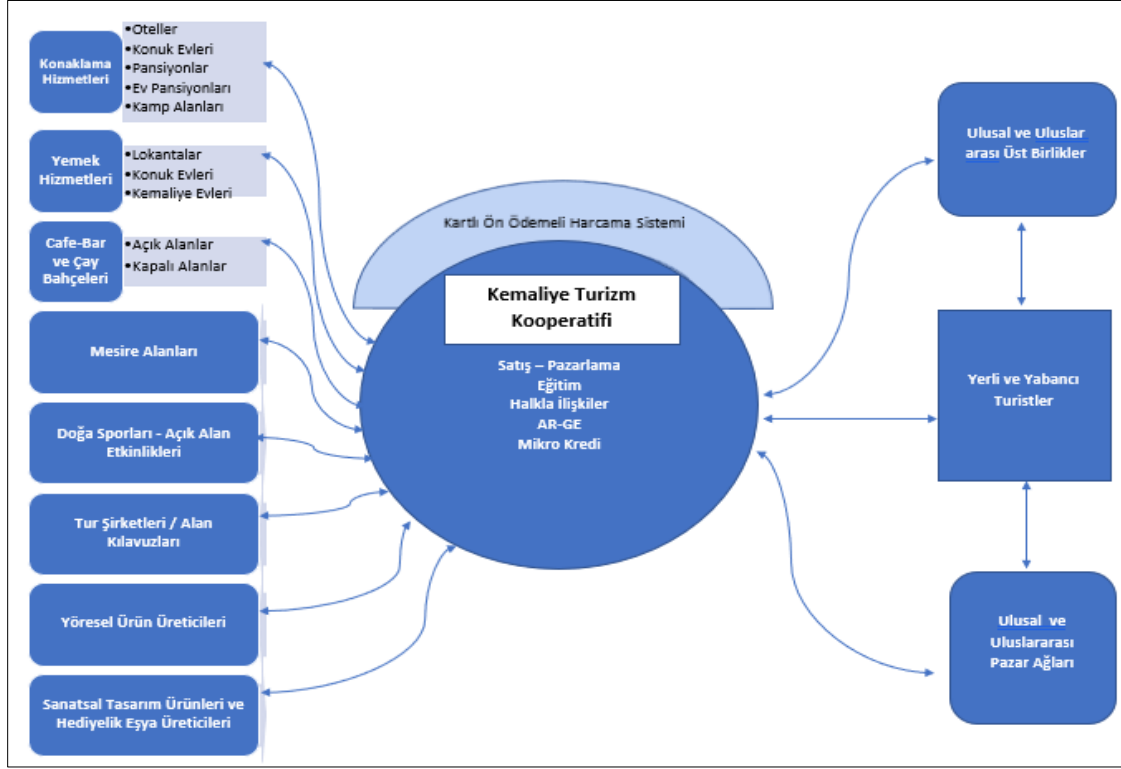 Konaklama
Hizmetleri
•Oteller
•Konuk Evleri
•Pansiyonlar
•Ev Pansiyonları
•Kamp Alanları
Yemek
Hizmetleri
•Lokantalar
•Konuk Evleri
•Kemaliye Evleri
Cafe-Bar
ve Çay
Bahçeleri
•Açık Alanlar
•Kapalı Alanlar
Mesire Alanları
Doğa Sporları - Açık Alan
Etkinlikleri
Tur Şirketleri / Alan
Kılavuzları
Yöresel Ürün Üreticileri
Sanatsal Tasarım Ürünleri ve
Hediyelik Eşya Üreticileri
Kartlı Ön Ödemeli Harcama Sistemi
Kemaliye Turizm
Kooperatifi
Satış – Pazarlama
Eğitim
Halkla İlişkiler
AR-GE
Mikro Kredi
Ulusal ve Uluslar
arası Üst Birlikler
Yerli ve Yabancı
Turistler
Ulusal ve
Uluslararası
Pazar Ağları